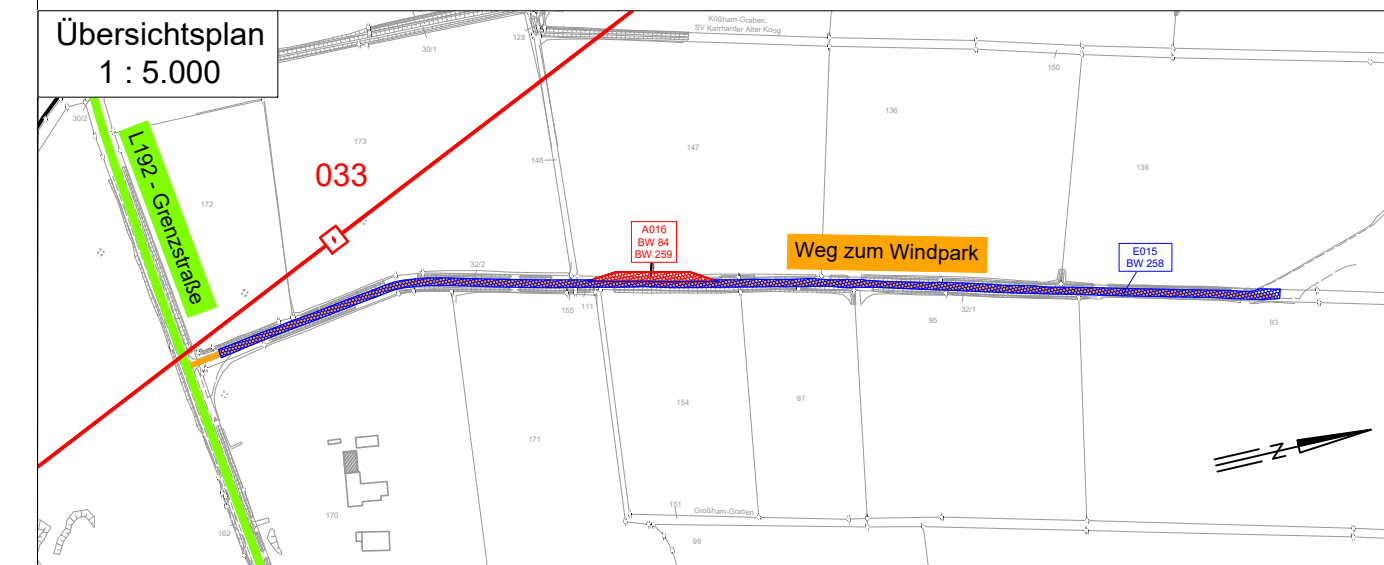 Übersichtsplan
1 : 5.000
Küßham-Graben,
SV Karrharder Alter Koog
128
30/1
150
30/2
136
173
146
147
138
033
172
L192 - Grenzstraße
A016
BW 84
BW 259
Weg zum Windpark
E015
BW 258
32/2
155
111
32/1
95
93
154
97
171
N
151
Großham-Graben
170
162
99